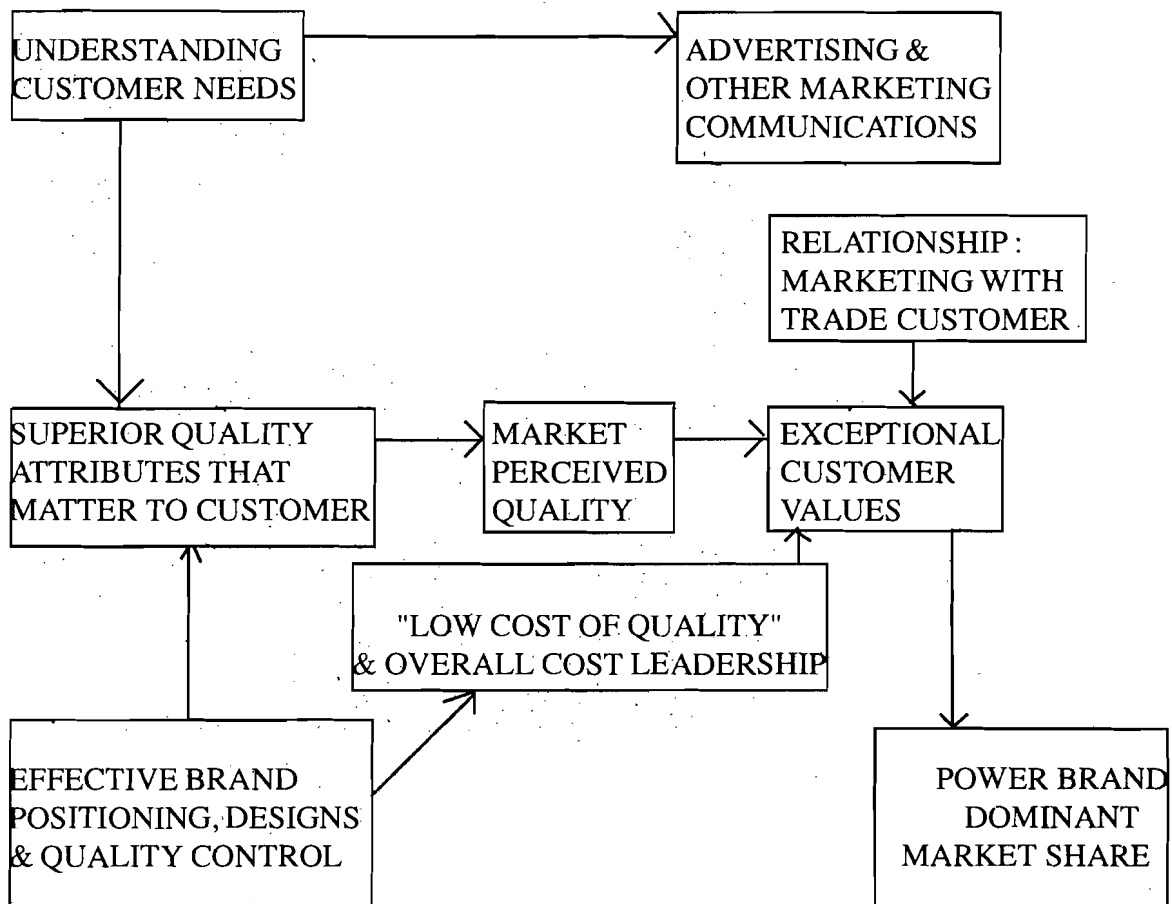 UNDERSTANDING
CUSTOMER NEEDS
ADVERTISING &
OTHER MARKETING
COMMUNICATIONS
RELATIONSHIP :
MARKETING WITH
TRADE CUSTOMER
SUPERIOR QUALITY
ATTRIBUTES THAT
MATTER TO CUSTOMER
MARKET
PERCEIVED
QUALITY
EXCEPTIONAL
CUSTOMER
VALUES
"LOW COST OF QUALITY"
& OVERALL COST LEADERSHIP
EFFECTIVE BRAND
POSITIONING, DESIGNS
& QUALITY CONTROL
POWER BRAND
DOMINANT
MARKET SHARE